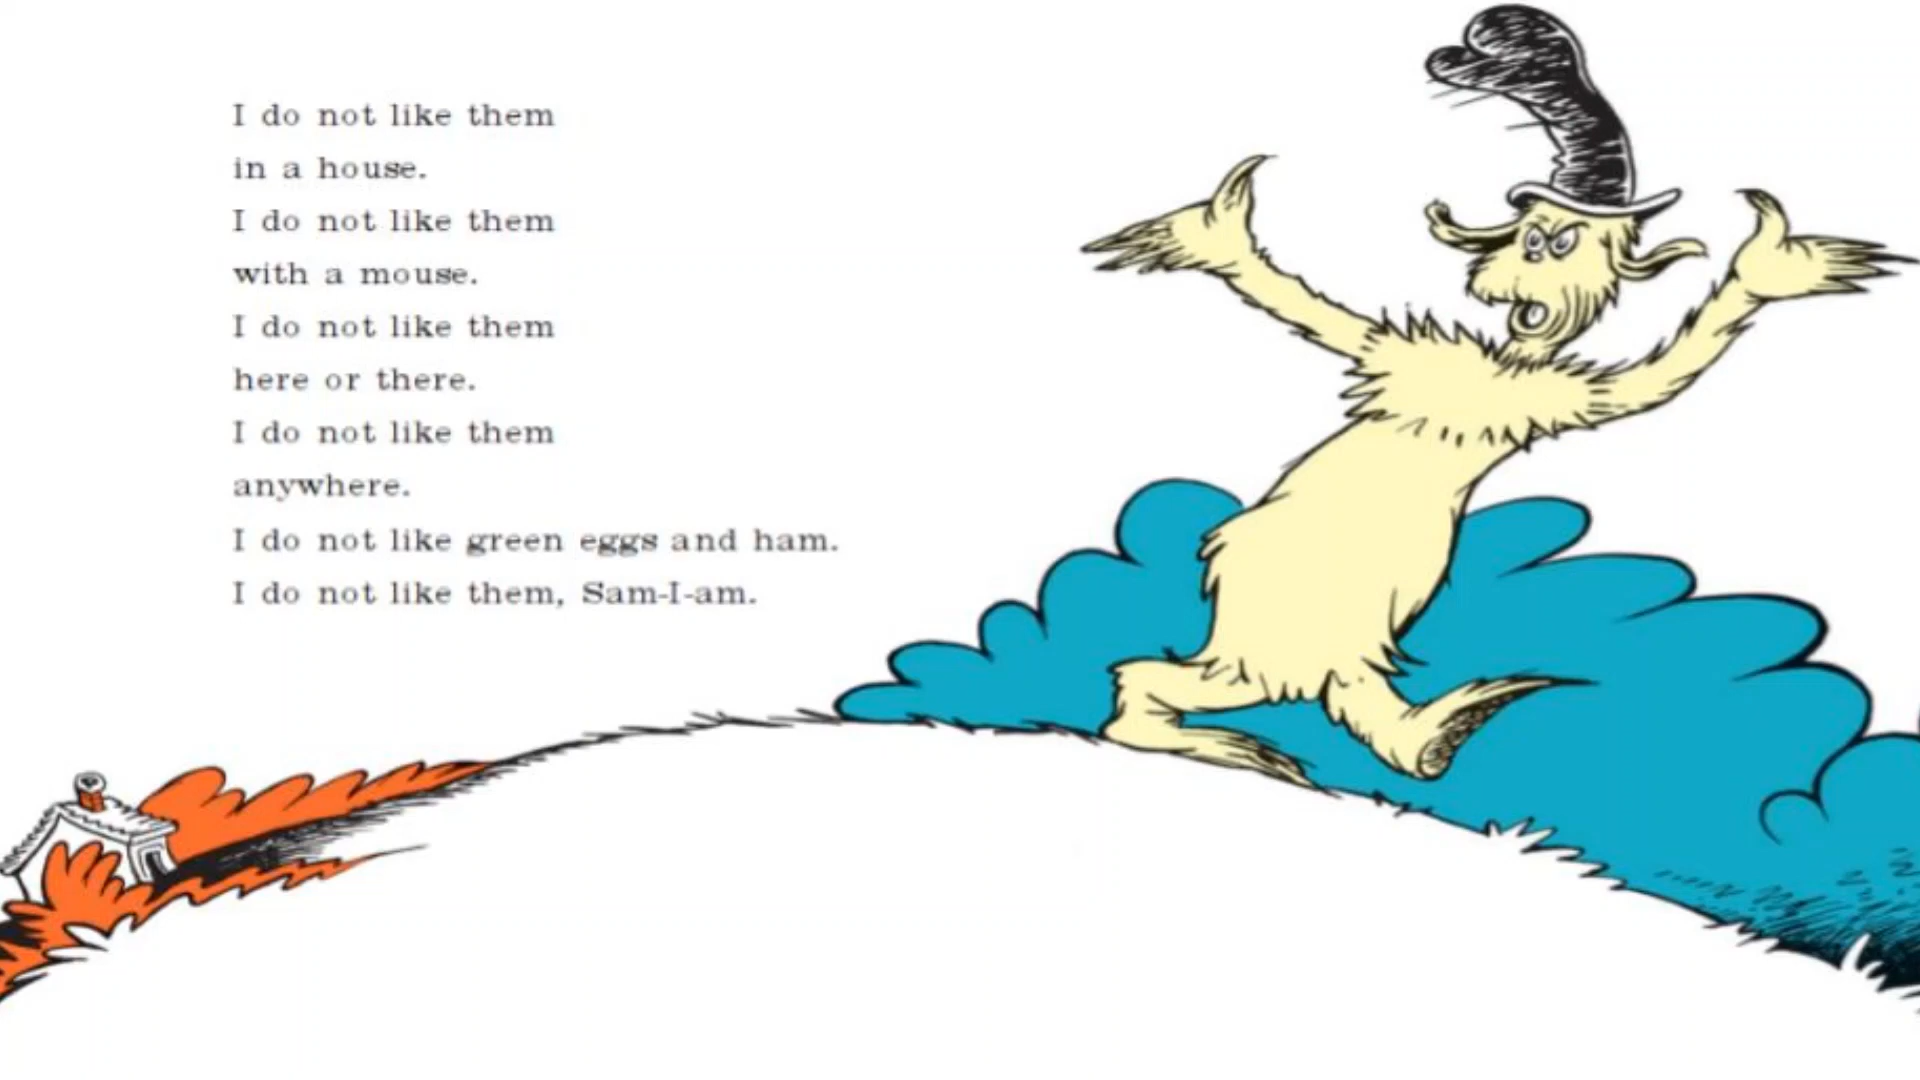 I do not like them
in a house.
I do not like them
with a mouse.
I do not like them
here or there.
I do not like them
anywhere.
I do not like green eggs and ham.
I do not like them, Sam-I-am.